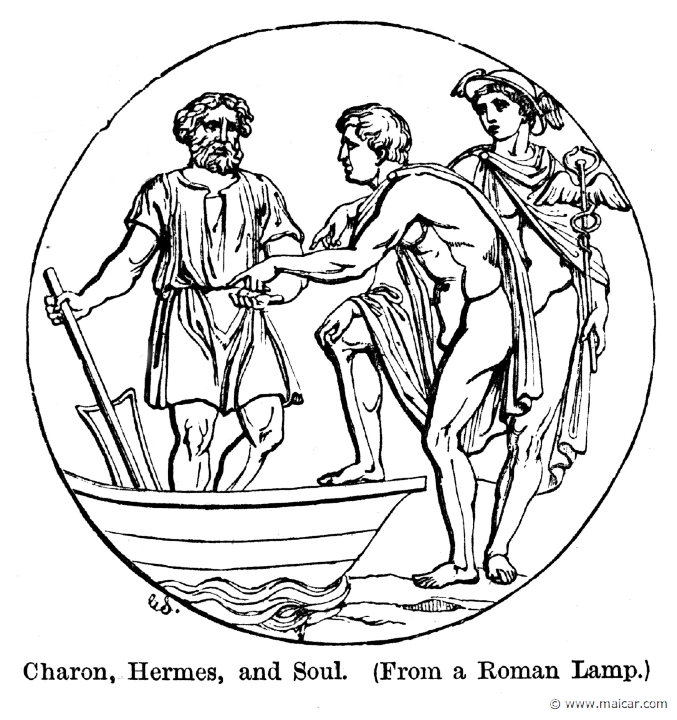 Charon, Hermes, and Soul. (From a Roman Lamp.)
© www.maicar.com